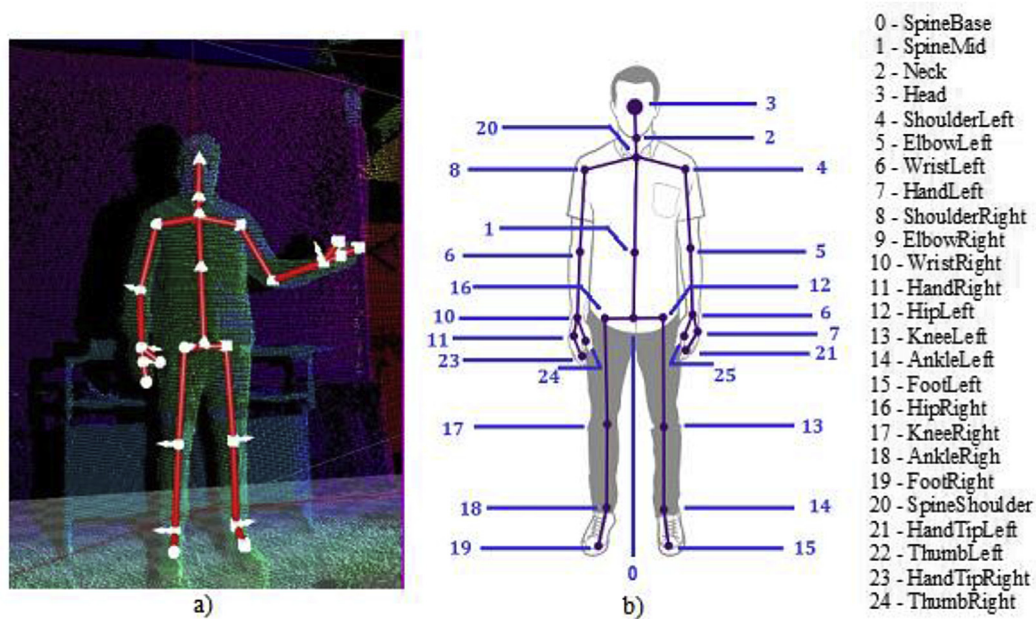 0 - SpineBase
1 - SpineMid
2 - Neck
3 - Head
4 - ShoulderLeft
5 - ElbowLeft
6 - WristLeft
7 - HandLeft
8 - ShoulderRight
9 - ElbowRight
10 - WristRight
11 - HandRight
12 - HipLeft
13 - KneeLeft
14 - AnkleLeft
15 - FootLeft
16 - HipRight
17 - KneeRight
18 - AnkleRigh
19 - FootRight
20 - SpineShoulder
21 - HandTipLeft
22 - ThumbLeft
23 - HandTipRight
24 - ThumbRight
3
20
2
8
4
1
6
5
16
12
10
6
11
7
23
21
24
25
17
13
18
14
19
15
0
a)
b)